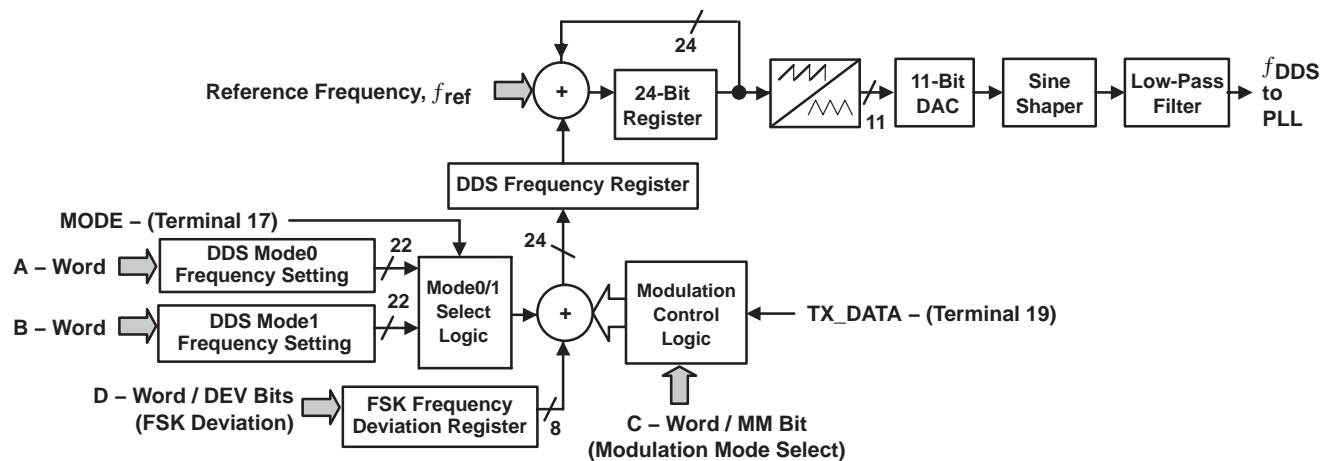 24
Reference Frequency, fref
+
24-Bit
Register
11
11-Bit
DAC
Sine
Shaper
Low-Pass
Filter
fDDS
to
PLL
DDS Frequency Register
MODE – (Terminal 17)
24
A – Word
DDS Mode0
Frequency Setting
22
B – Word
DDS Mode1
Frequency Setting
22
Mode0/1
Select
Logic
+
Modulation
Control
Logic
TX_DATA – (Terminal 19)
D – Word / DEV Bits
(FSK Deviation)
FSK Frequency
Deviation Register
8
C – Word / MM Bit
(Modulation Mode Select)